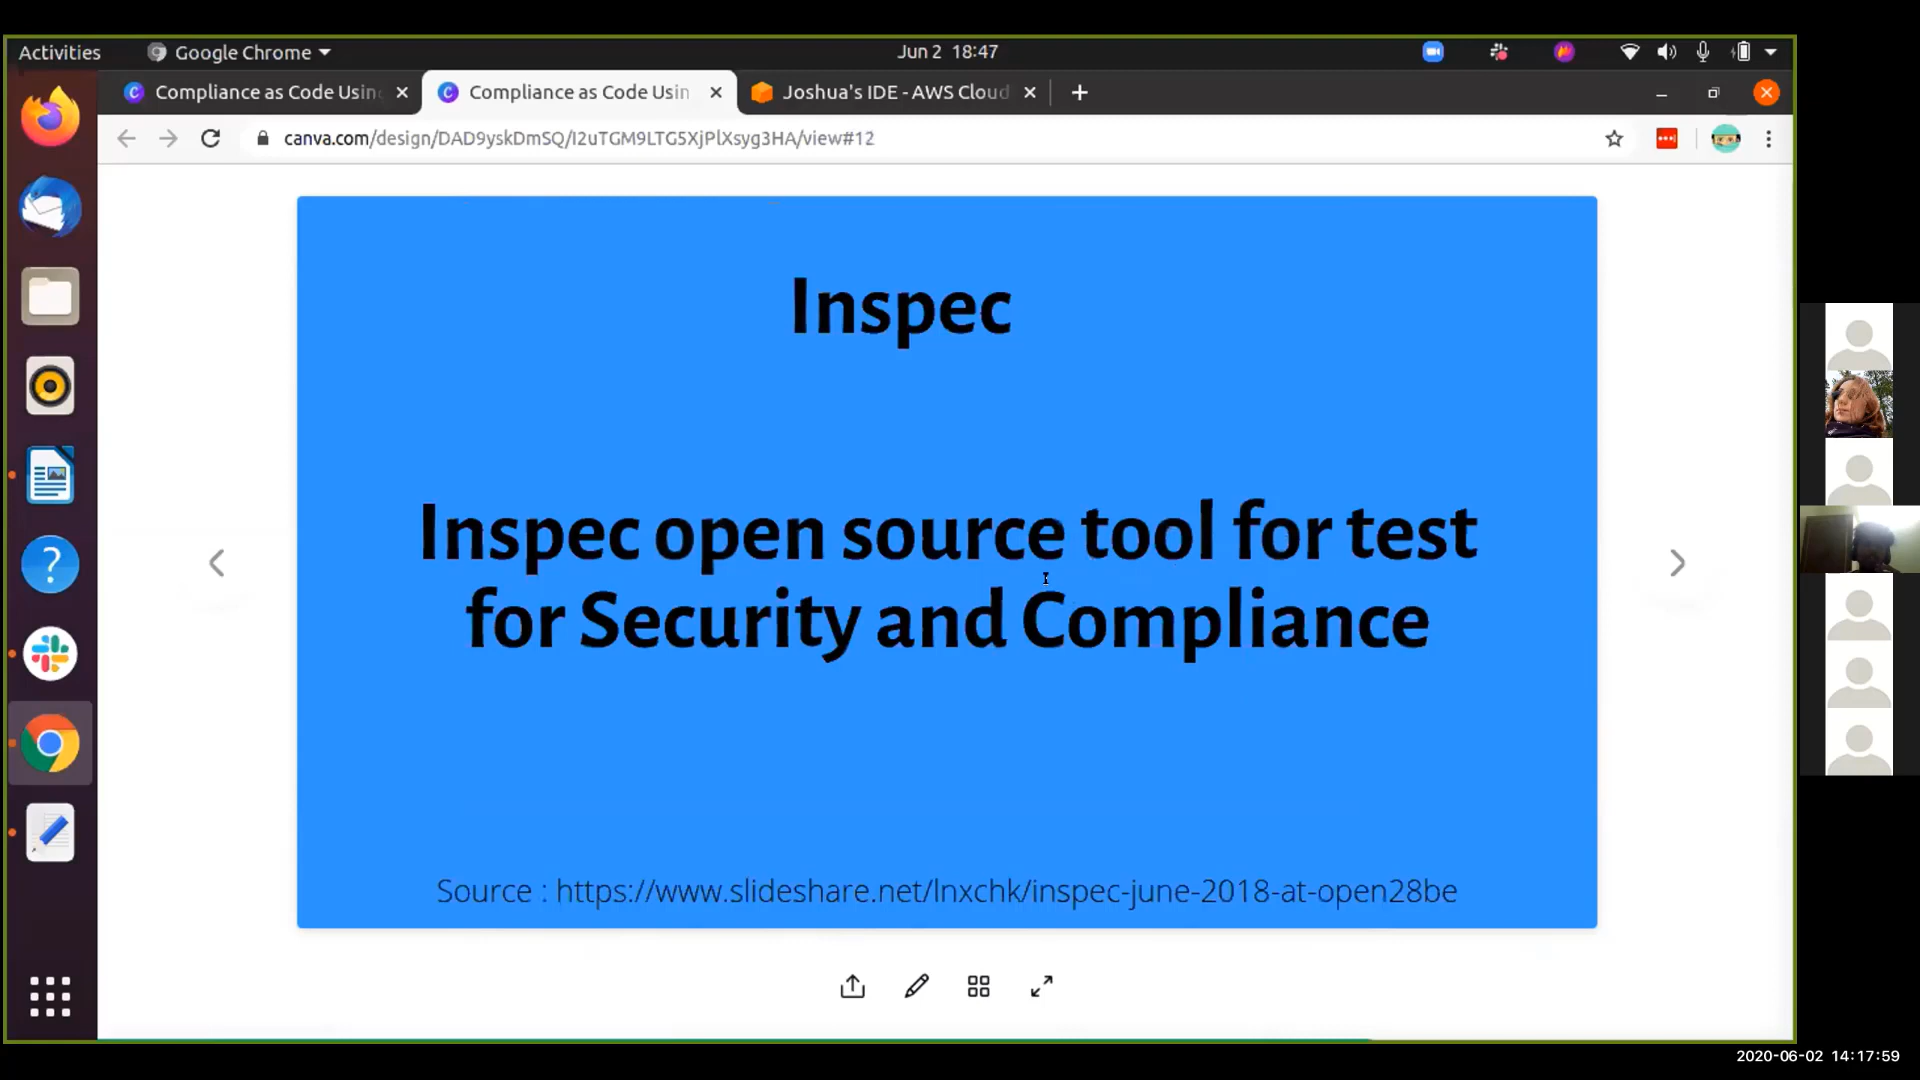 Activities
Google Chrome
Jun 2 18:47
Compliance as Code Usin
Compliance as Code Usin
Joshua's IDE - AWS Cloud
canva.com/design/DAD9yskDmSQ/I2uTGM9LTG5XjPlXsyg3HA/view#12
Inspec
Inspec open source tool for test
for Security and Compliance
Source : https://www.slideshare.net/lnxchk/inspec-june-2018-at-open28be
2020-06-02 14:17:59